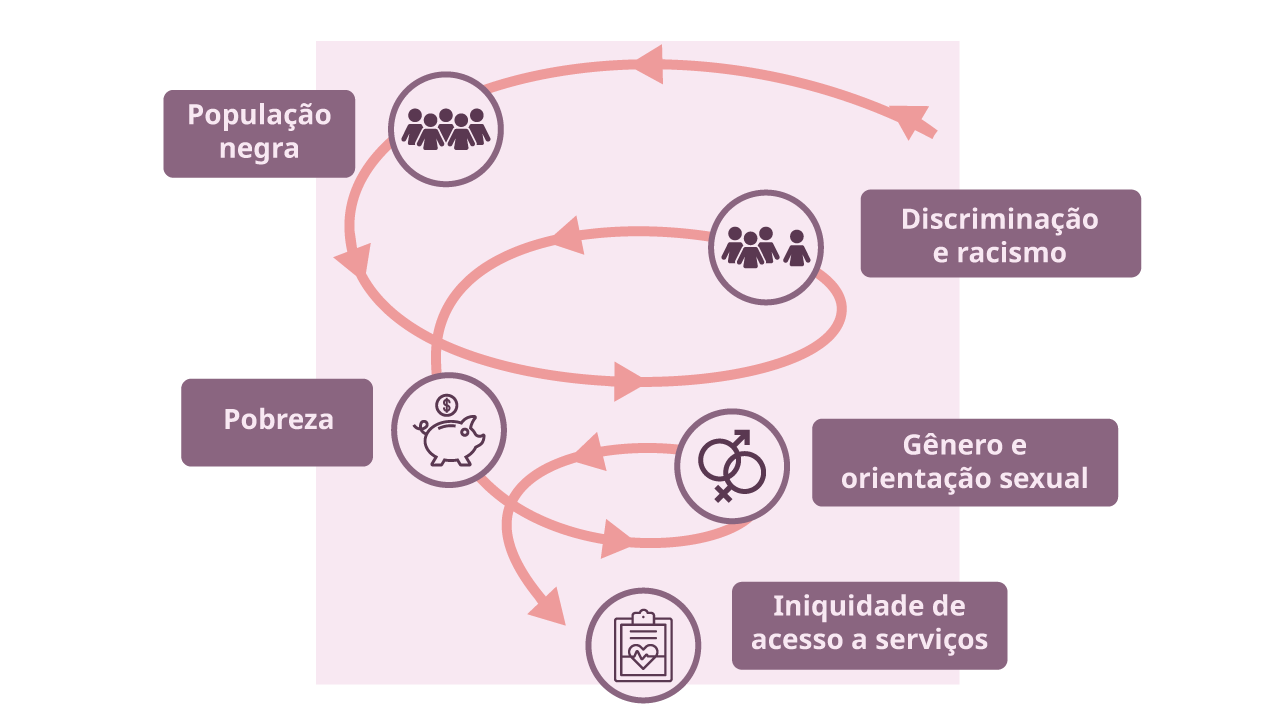 População
negra
Discriminação
e racismo
Pobreza
$
Gênero e
orientação sexual
Iniquidade de
acesso a serviços